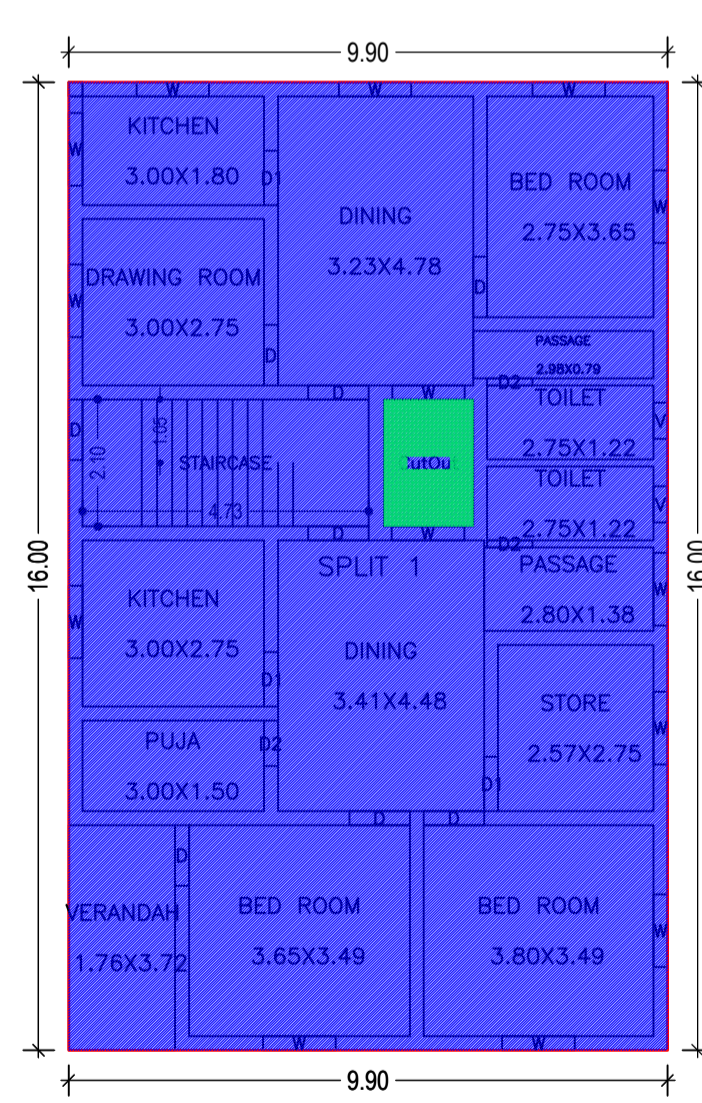 9.90
W
W
W
KITCHEN
3.00X1.80
W
D1
DINING
3.23X4.78
BED ROOM
2.75X3.65
W
D
DRAWING ROOM
3.00X2.75
W
D
PASSAGE
2.98X0.79
D2
D
W
TOILET
2.75X1.22
V
D
2.10
1.05
STAIRCASE
4.73
CutOut
TOILET
2.75X1.22
V
D
W
D2
16.00
16.00
SPLIT 1
PASSAGE
2.80X1.38
W
KITCHEN
3.00X2.75
W
D1
DINING
3.41X4.48
STORE
2.57X2.75
W
D1
PUJA
3.00X1.50
D2
D
D
VERANDAH
1.76X3.72
D
BED ROOM
3.65X3.49
W
BED ROOM
3.80X3.49
W
W
9.90